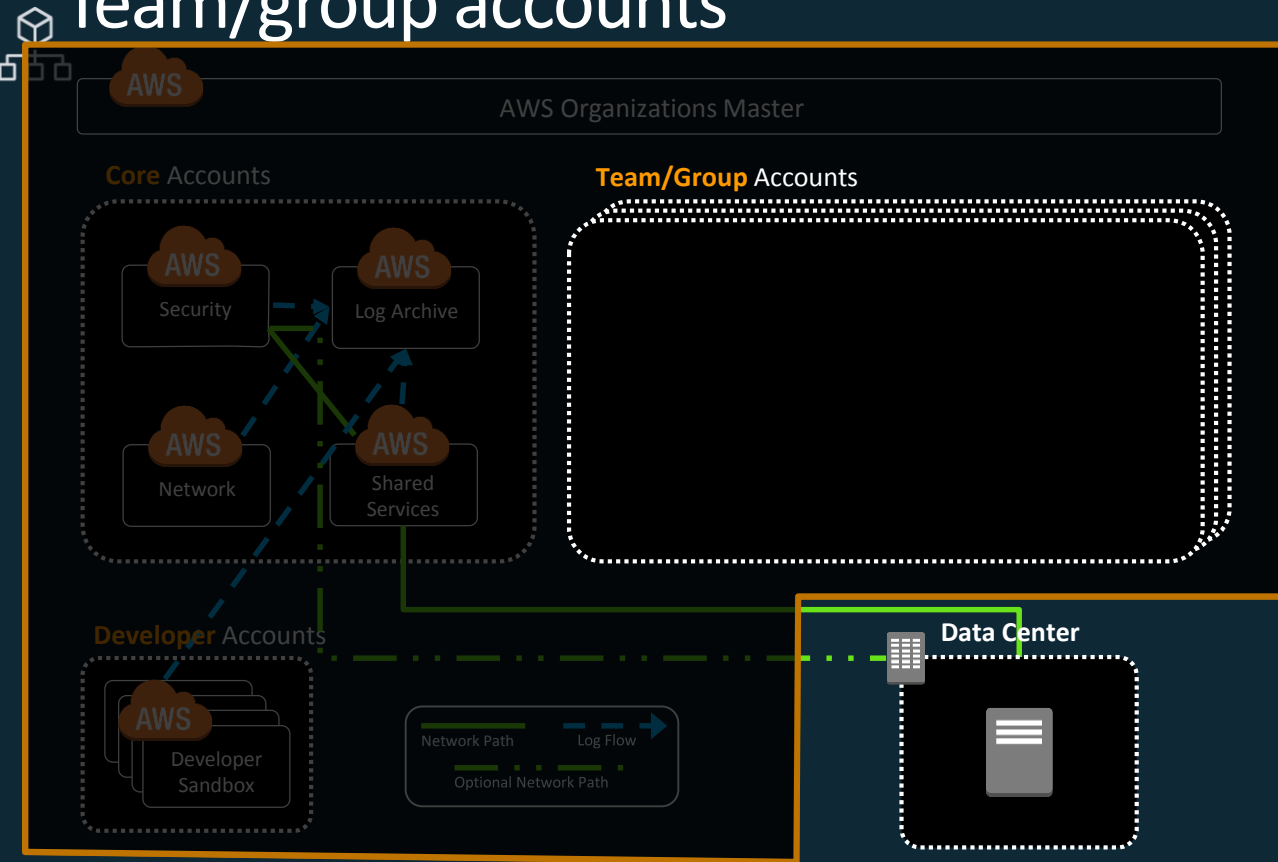 Team/group accounts
AWS
AWS Organizations Master
Core Accounts
Team/Group Accounts
AWS
Security
AWS
Log Archive
AWS
Network
AWS
Shared
Services
Developer Accounts
Data Center
AWS
Developer
Sandbox
Network Path
Log Flow
Optional Network Path